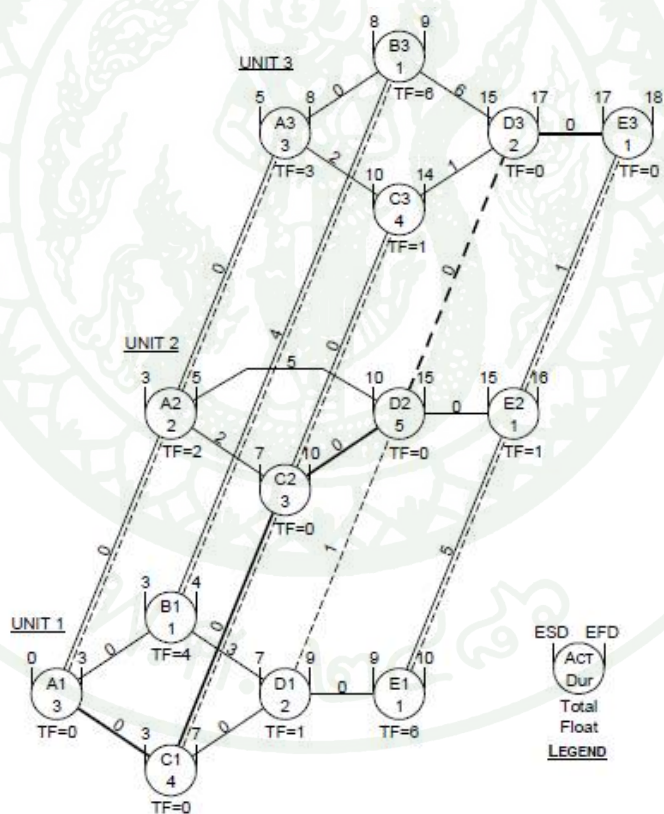 8 9
B3
1
TF=6
UNIT 3
0
6
5 8
A3
3
TF=3
15 17
D3
2
TF=0
0
17 18
E3
1
TF=0
2
1
10 14
C3
4
TF=1
0
4
0
0
1
UNIT 2
5
3 5
A2
2
TF=2
10 15
D2
5
TF=0
0
15 16
E2
1
TF=1
2
0
7 10
C2
3
TF=0
0
1
5
0
3 4
B1
1
TF=4
UNIT 1
0
3
0 3
A1
3
TF=0
7 9
D1
2
TF=1
0
9 10
E1
1
TF=6
0
0
3 7
C1
4
TF=0
ESD EFD
ACT
Dur
Total
Float
LEGEND